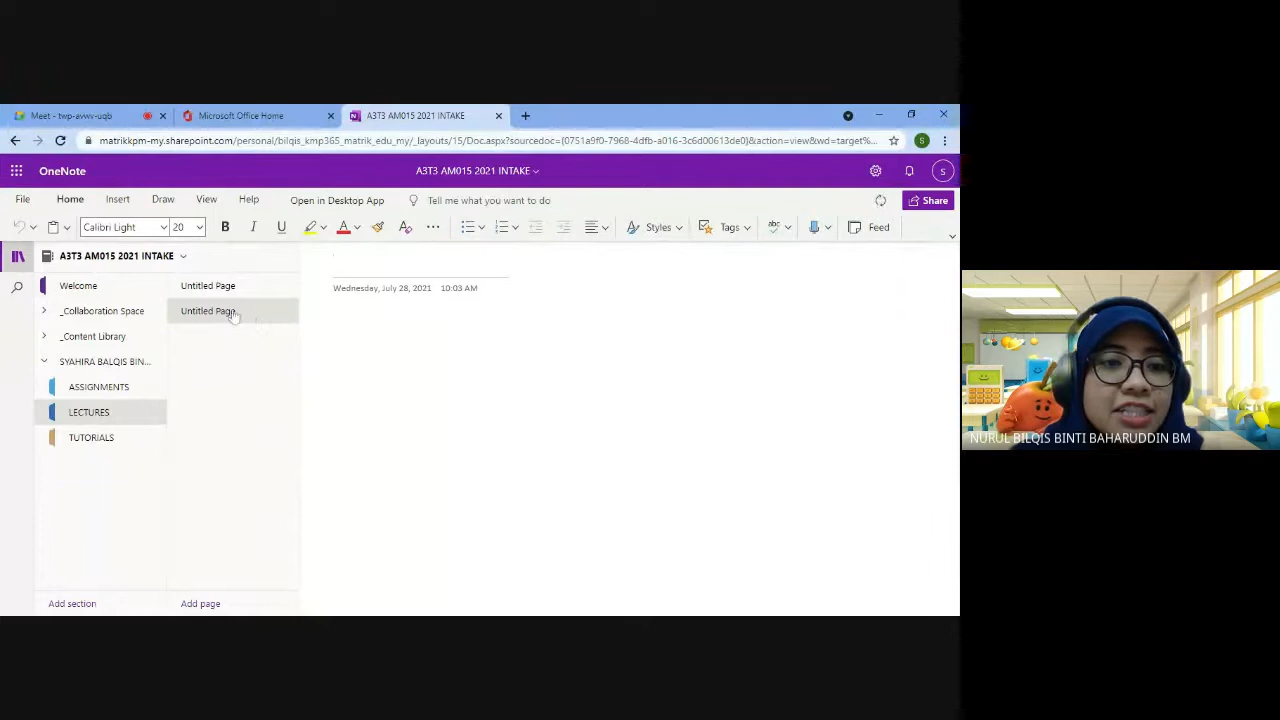 Meet - twp-avwv-uqb
Microsoft Office Home
A3T3 AM015 2021 INTAKE
matrikkpm-my.sharepoint.com/personal/bilqis_kmp365_matrik_edu_my/_layouts/15/Doc.aspx?sourcedoc={0751a9f0-7968-4dfb-a016-3c6d00613de0}&action=view&wd=target%...
S
OneNote
A3T3 AM015 2021 INTAKE
S
File
Home
Insert
Draw
View
Help
Open in Desktop App
Tell me what you want to do
Share
Calibri Light
20
B
I
U
A
Styles
Tags
abc
Feed
A3T3 AM015 2021 INTAKE
Welcome
_Collaboration Space
_Content Library
SYAHIRA BALQIS BIN...
ASSIGNMENTS
LECTURES
TUTORIALS
Add section
Untitled Page
Untitled Page
Add page
Wednesday, July 28, 2021 10:03 AM
NURUL BILQIS BINTI BAHARUDDIN BM